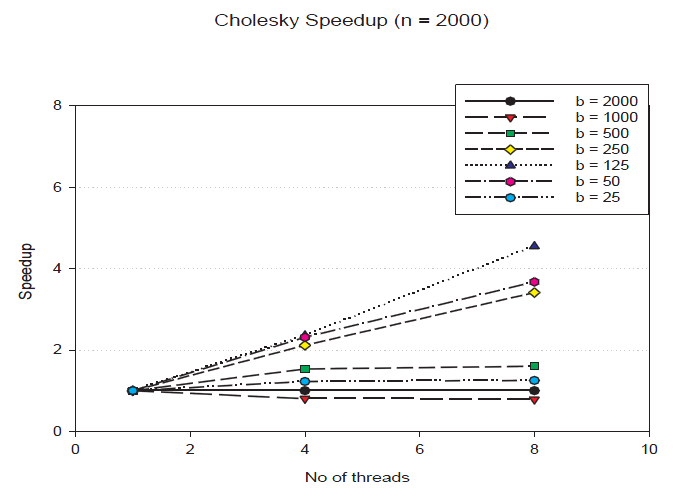 Cholesky Speedup (n = 2000)
b = 2000
b = 1000
b = 500
b = 250
b = 125
b = 50
b = 25
8
6
4
2
0
Speedup
0 2 4 6 8 10
No of threads